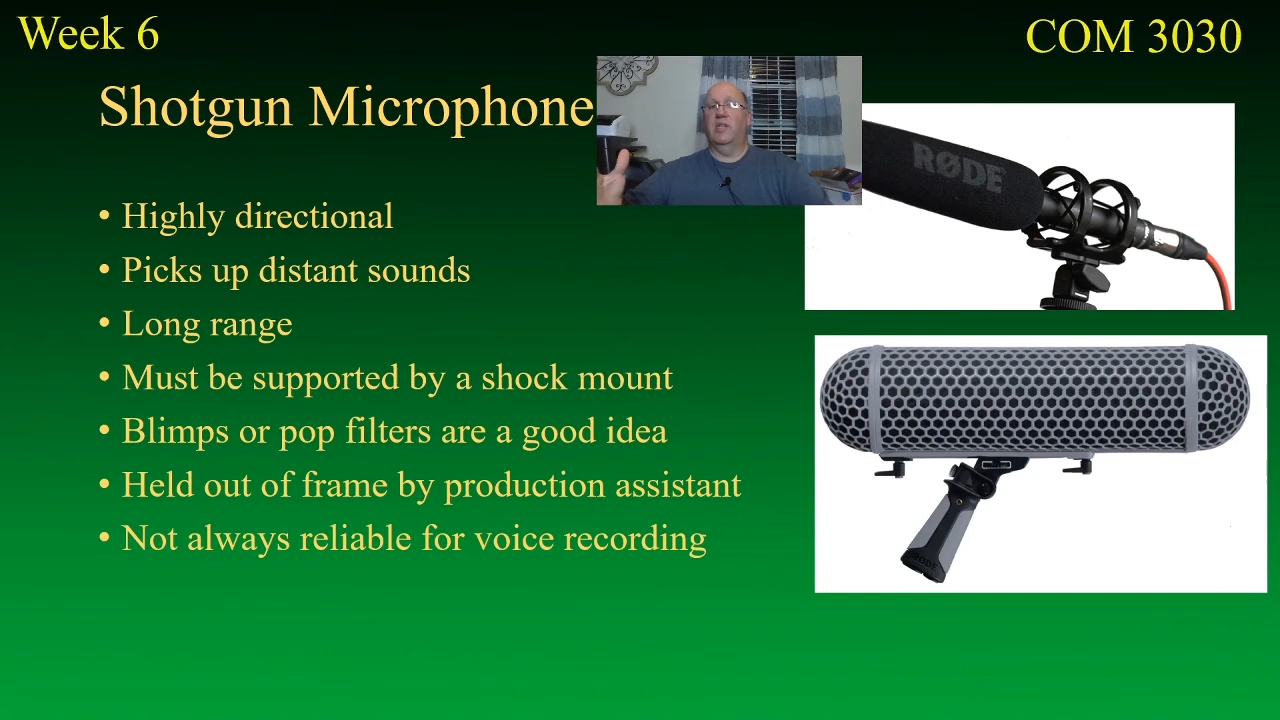 Week 6
COM 3030
Shotgun Microphone
• Highly directional
• Picks up distant sounds
• Long range
• Must be supported by a shock mount
• Blimps or pop filters are a good idea
• Held out of frame by production assistant
• Not always reliable for voice recording
RØDE
RØDE